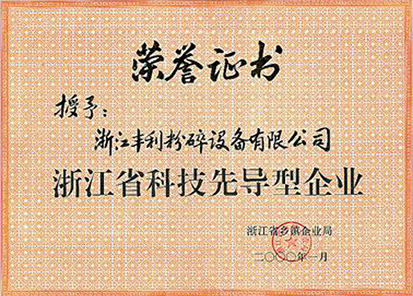 荣誉证书
授予：
浙江丰利粉碎设备有限公司
浙江省科技先导型企业
浙江省乡镇企业局
二〇〇〇年一月